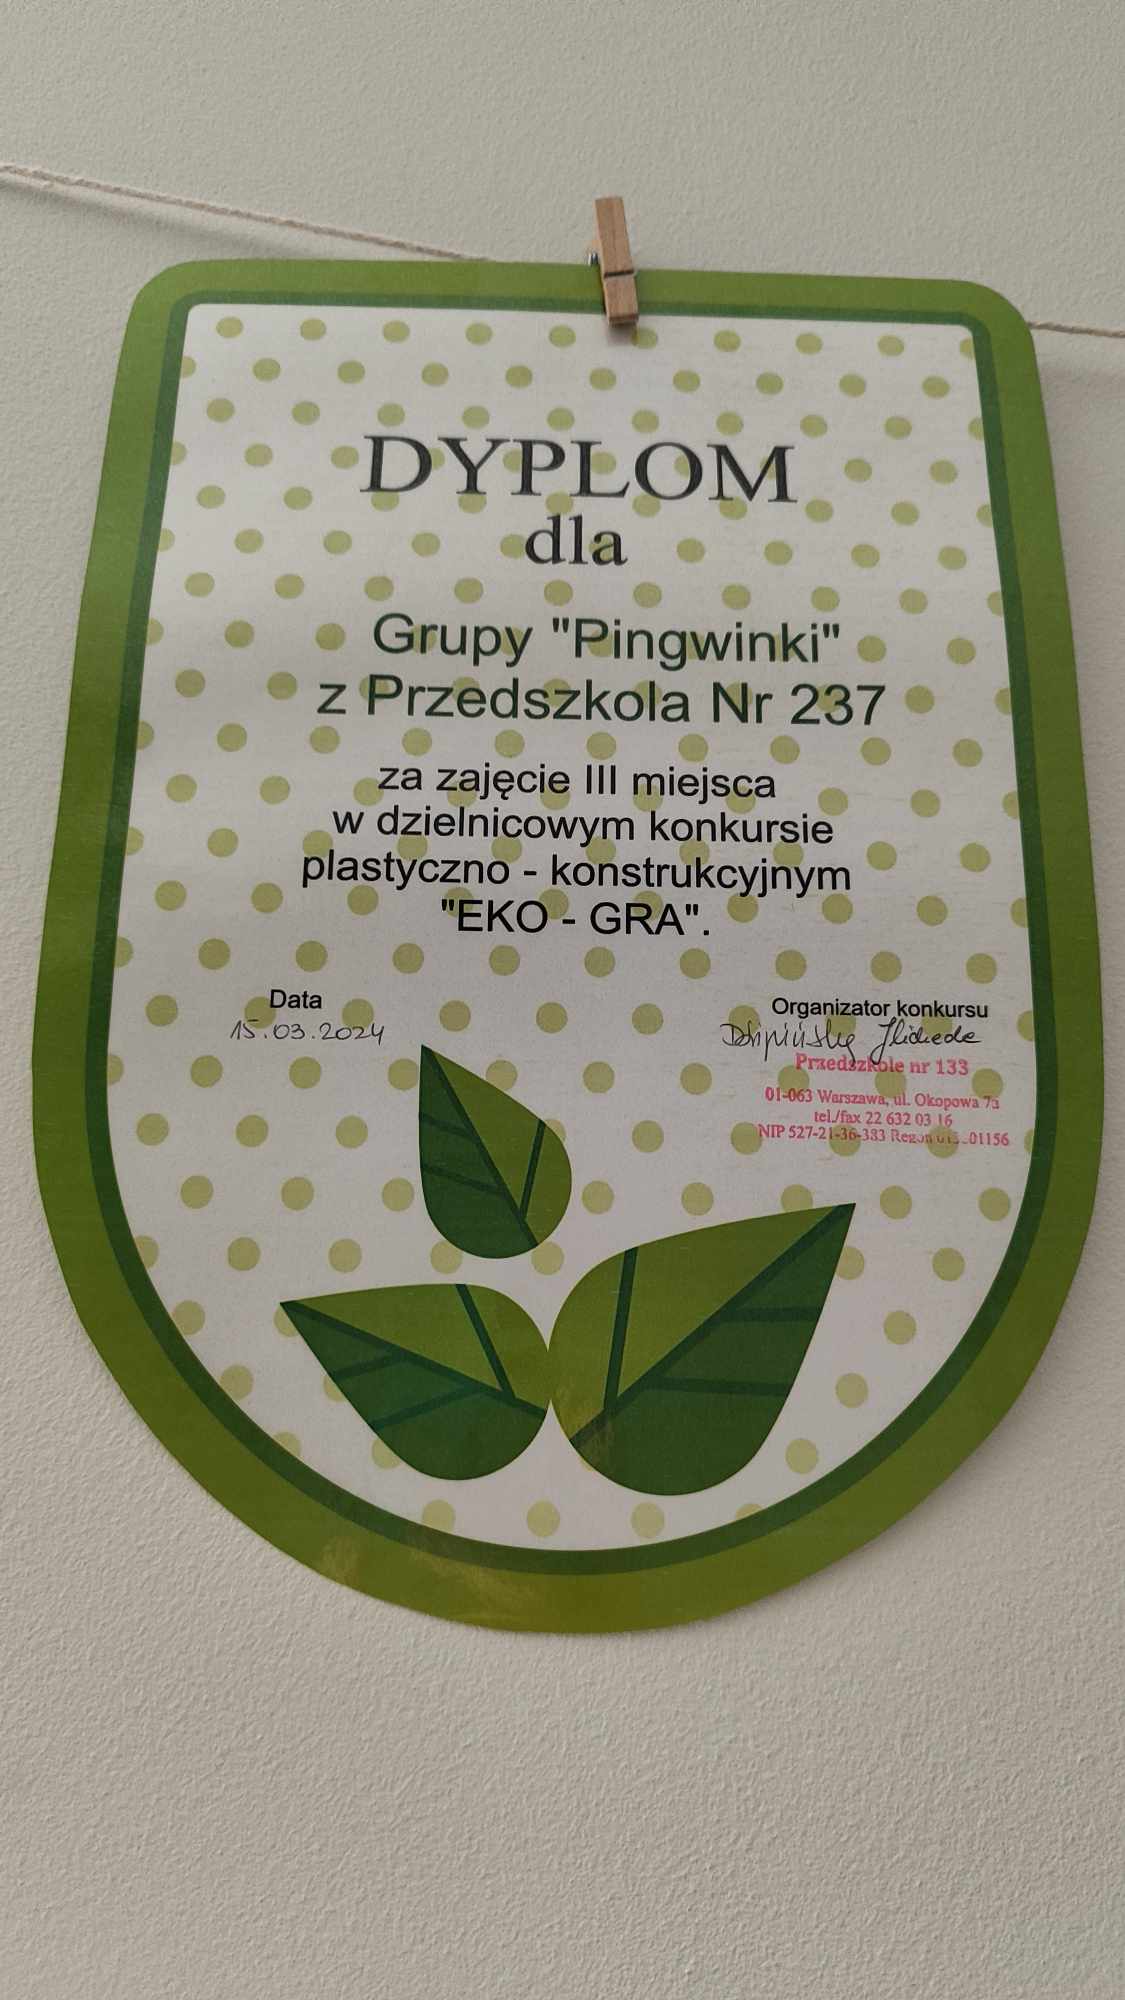 DYPLOM
dla
Grupy "Pingwinki"
z Przedszkola Nr 237
za zajęcie III miejsca
w dzielnicowym konkursie
plastyczno - konstrukcyjnym
"EKO - GRA".
Data
15.03.2024
Organizator konkursu
Przedszkole nr 133
01-063 Warszawa, ul. Okopowa 7a
tel./fax 22 632 03 16
NIP 527-21-36-383 Regon